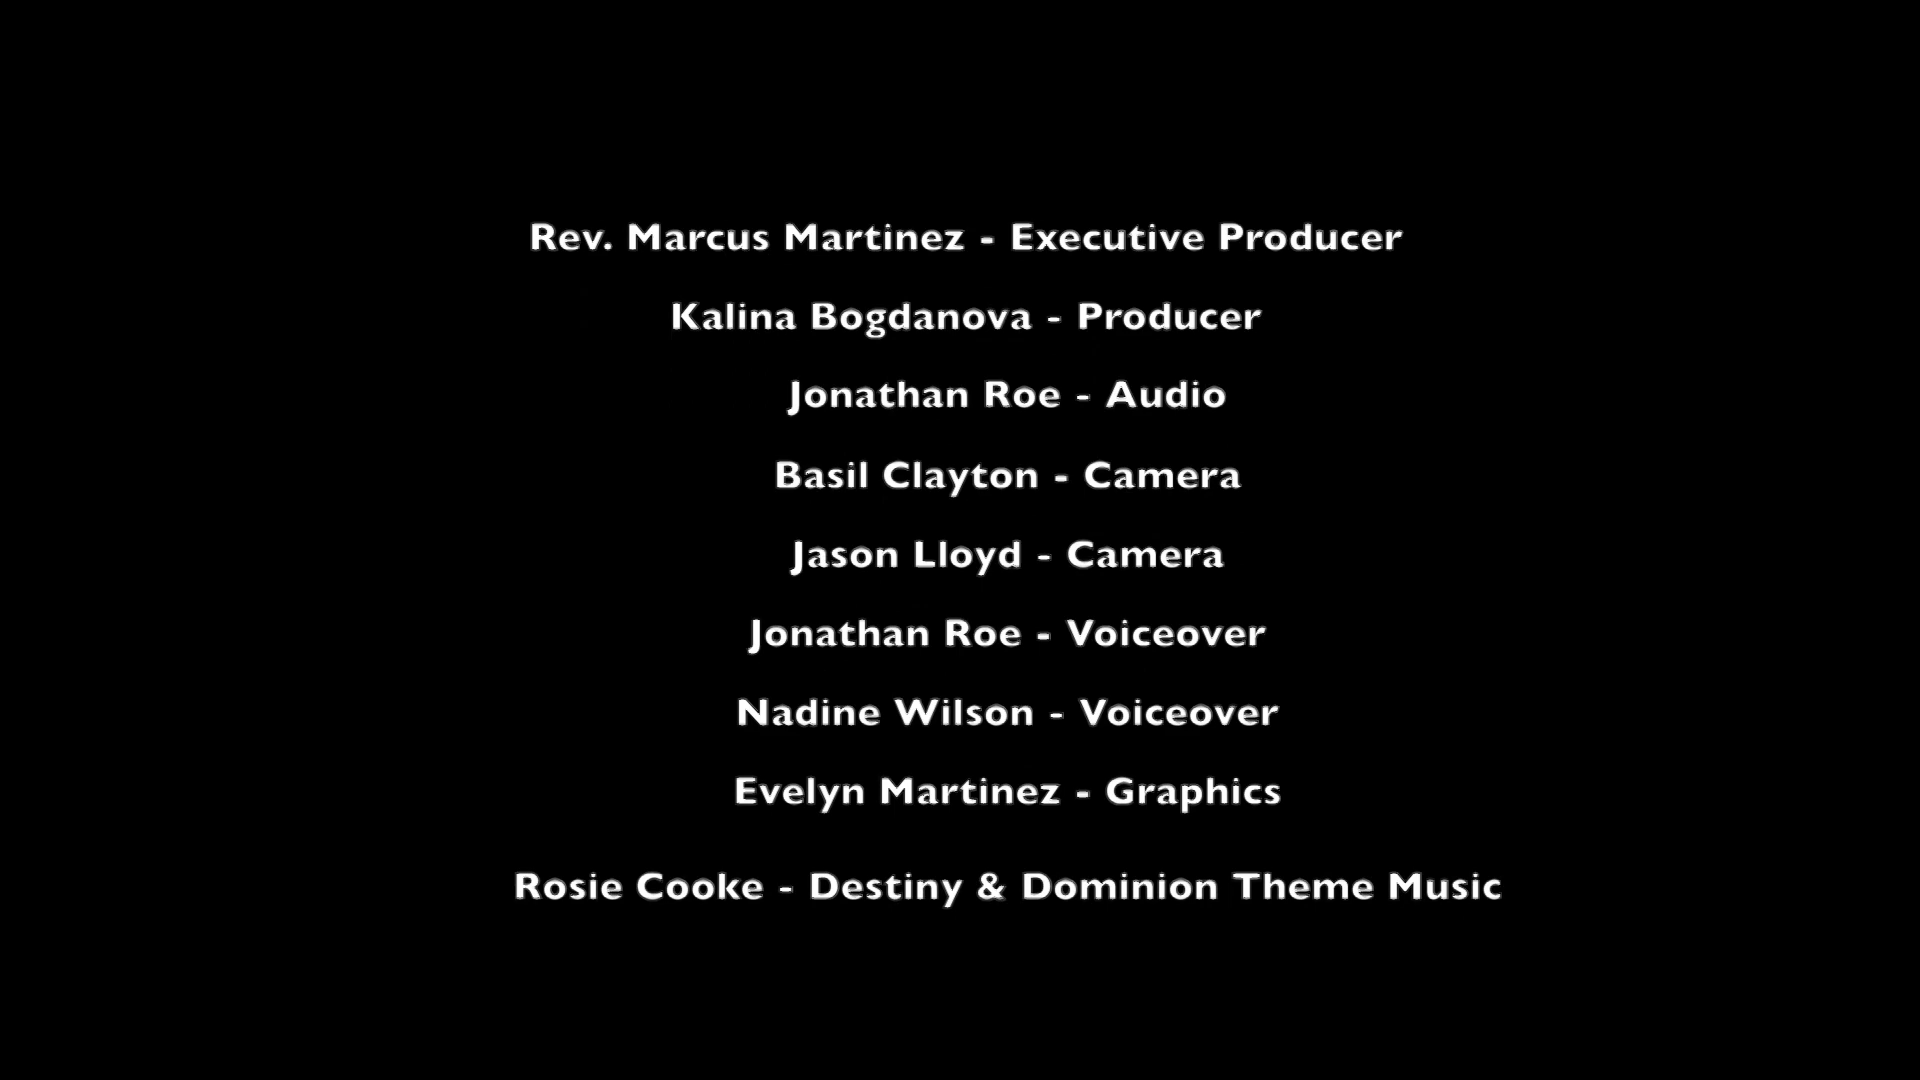 Rev. Marcus Martinez - Executive Producer
Kalina Bogdanova - Producer
Jonathan Roe - Audio
Basil Clayton - Camera
Jason Lloyd - Camera
Jonathan Roe - Voiceover
Nadine Wilson - Voiceover
Evelyn Martinez - Graphics
Rosie Cooke - Destiny & Dominion Theme Music